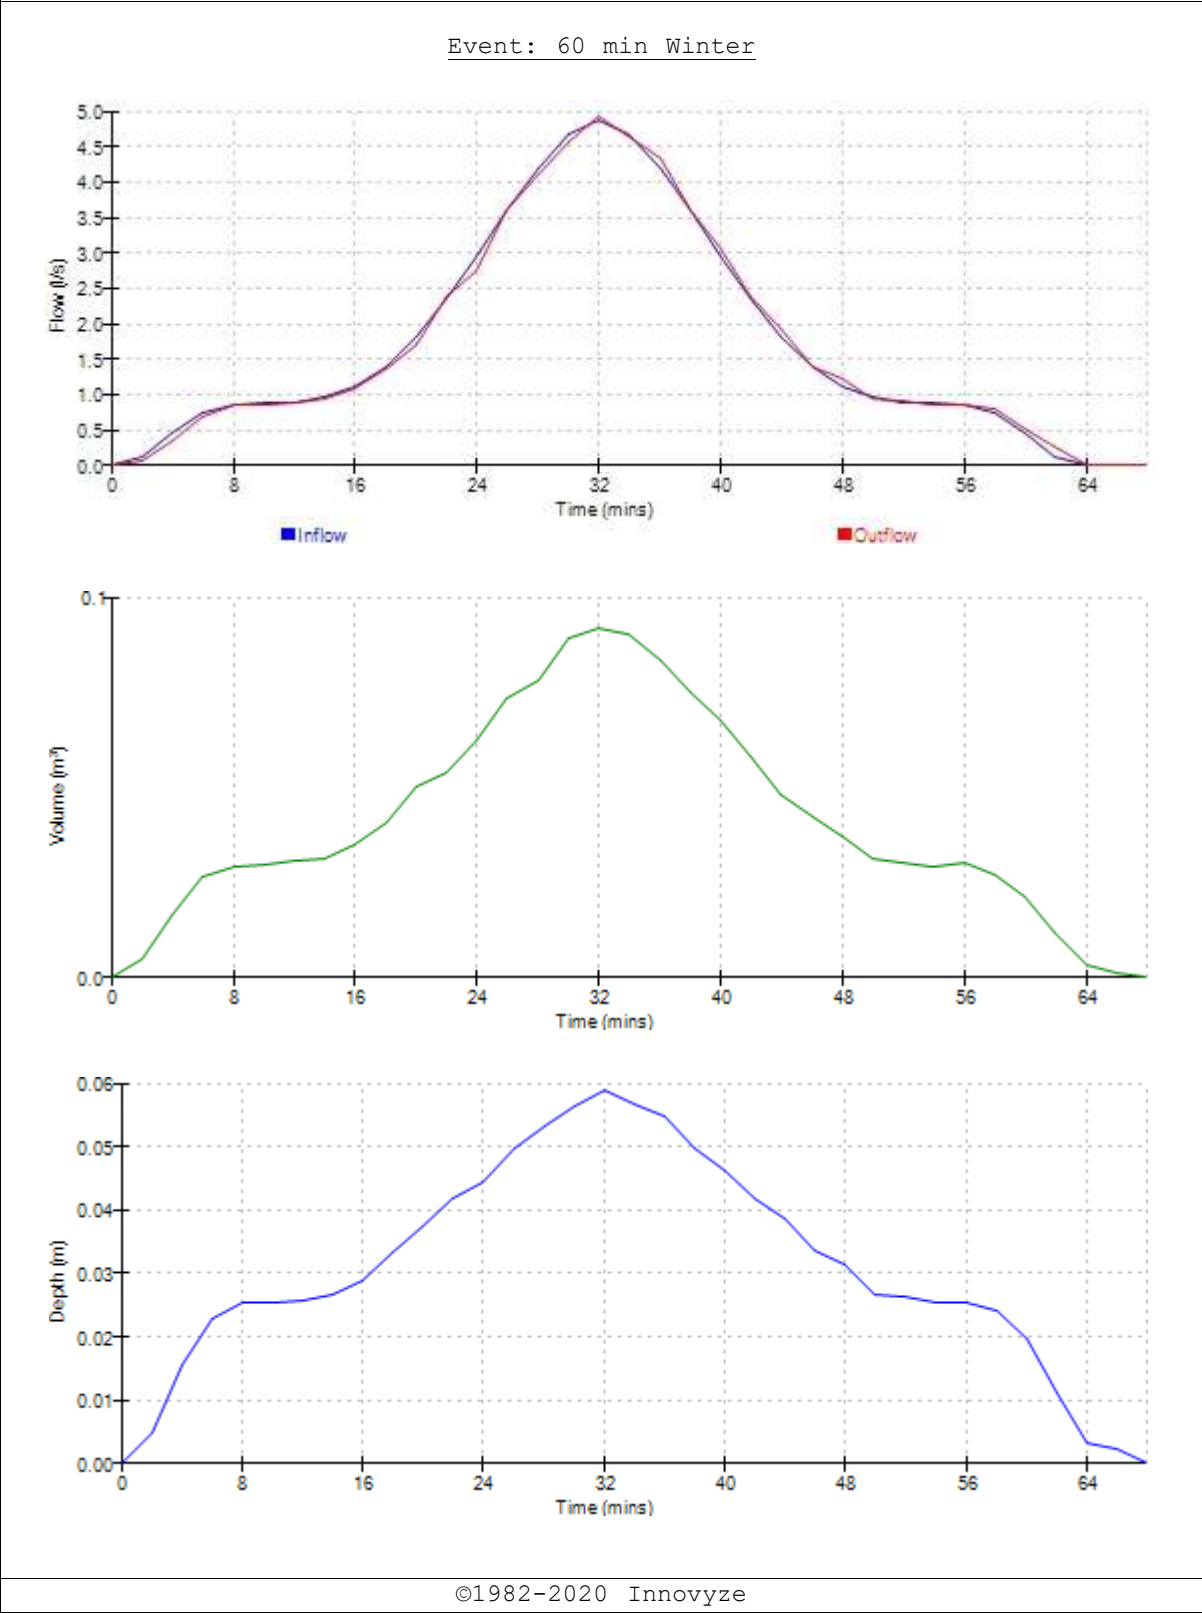 Event: 60 min Winter
5.0
4.5
4.0
3.5
3.0
2.5
2.0
1.5
1.0
0.5
0.0
Flow (l/s)
0 8 16 24 32 40 48 56 64
Time (mins)
Inflow Outflow
0.1
0.0
Volume (m³)
0 8 16 24 32 40 48 56 64
Time (mins)
0.06
0.05
0.04
0.03
0.02
0.01
0.00
Depth (m)
0 8 16 24 32 40 48 56 64
Time (mins)
©1982-2020 Innovyze